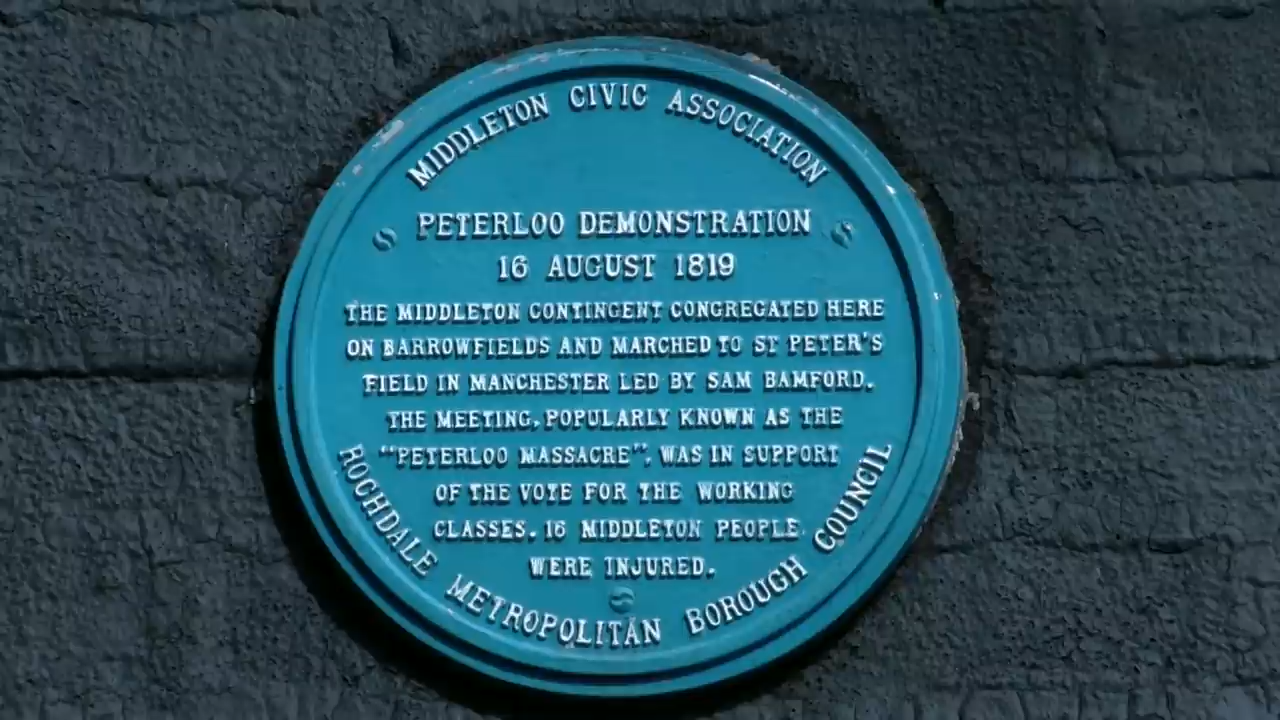 MIDDLETON CIVIC ASSOCIATION
PETERLOO DEMONSTRATION
16 AUGUST 1819
THE MIDDLETON CONTINGENT CONGREGATED HERE
ON BARROWFIELDS AND MARCHED TO ST PETER'S
FIELD IN MANCHESTER LED BY SAM BAMFORD.
THE MEETING, POPULARLY KNOWN AS THE
"PETERLOO MASSACRE", WAS IN SUPPORT
OF THE VOTE FOR THE WORKING
CLASSES. 16 MIDDLETON PEOPLE
WERE INJURED.
ROCHDALE METROPOLITAN BOROUGH COUNCIL